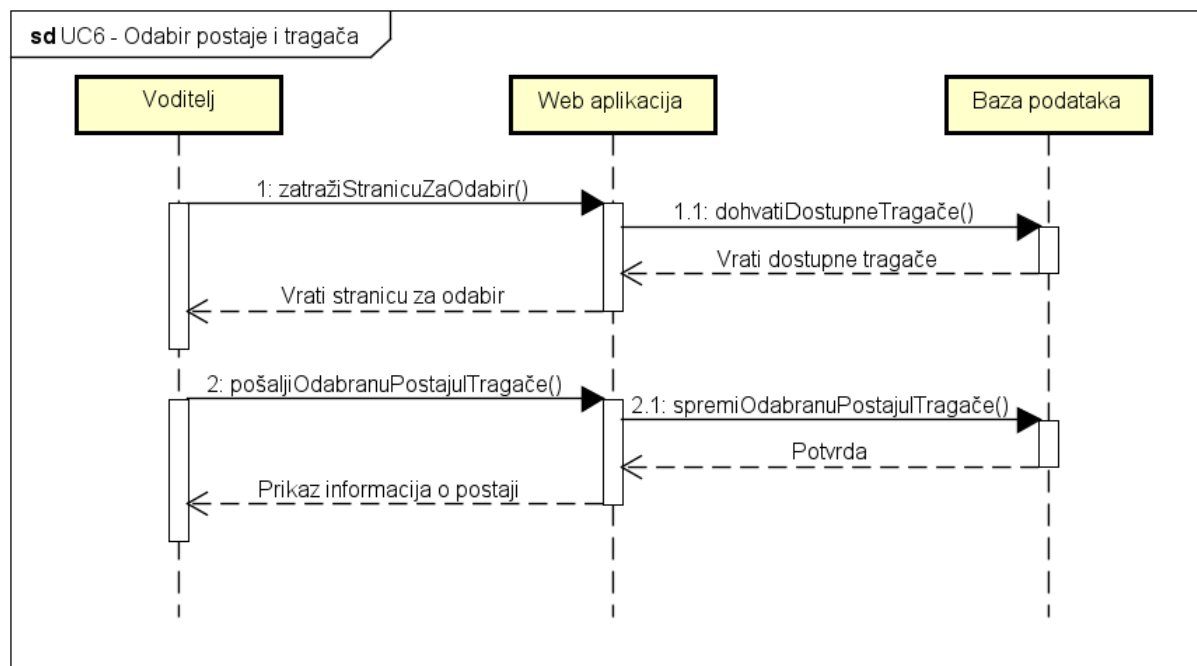 sd UC6 - Odabir postaje i tragača
Voditelj
Web aplikacija
Baza podataka
1: zatražiStranicuZaOdabir()
1.1: dohvatiDostupneTragače()
Vrati dostupne tragače
Vrati stranicu za odabir
2: pošaljiOdabranuPostajuITragače()
2.1: spremiOdabranuPostajuITragače()
Potvrda
Prikaz informacija o postaji